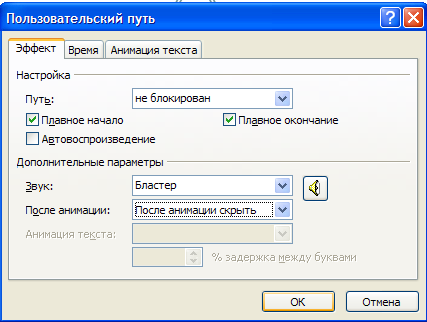 Пользовательский путь
Эффект Время Анимация текста
Настройка
Путь: не блокирован
Плавное начало Плавное окончание
Автовоспроизведение
Дополнительные параметры
Звук: Бластер
После анимации: После анимации скрыть
Анимация текста:
% задержка между буквами
ОК Отмена